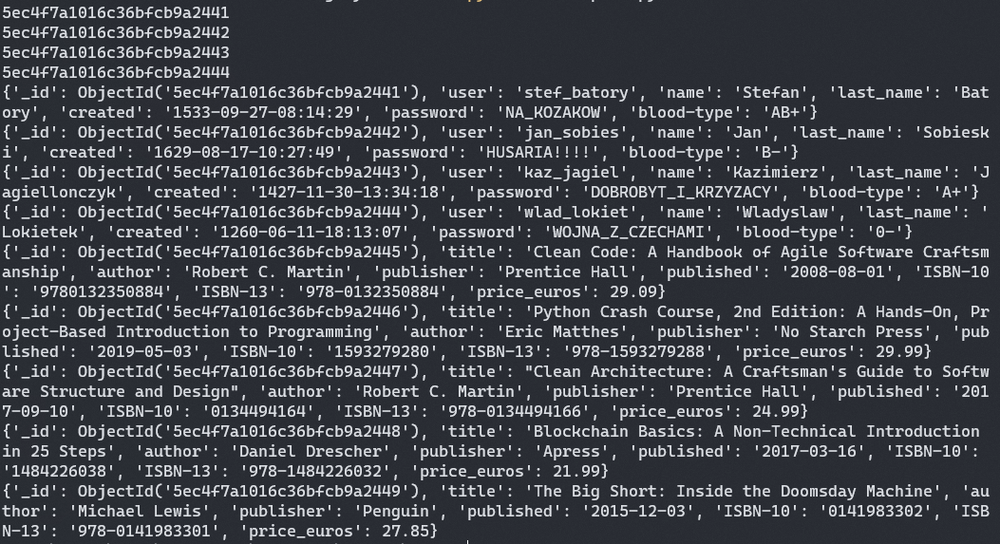 5ec4f7a1016c36bfcb9a2441
5ec4f7a1016c36bfcb9a2442
5ec4f7a1016c36bfcb9a2443
5ec4f7a1016c36bfcb9a2444
{'_id': ObjectId('5ec4f7a1016c36bfcb9a2441'), 'user': 'stef_batory', 'name': 'Stefan', 'last_name': 'Bat
ory', 'created': '1533-09-27-08:14:29', 'password': 'NA_KOZAKOW', 'blood-type': 'AB+'}
{'_id': ObjectId('5ec4f7a1016c36bfcb9a2442'), 'user': 'jan_sobies', 'name': 'Jan', 'last_name': 'Sobiesk
i', 'created': '1629-08-17-10:27:49', 'password': 'HUSARIA!!!!', 'blood-type': 'B-'}
{'_id': ObjectId('5ec4f7a1016c36bfcb9a2443'), 'user': 'kaz_jagiel', 'name': 'Kazimierz', 'last_name': 'J
agiellonczyk', 'created': '1427-11-30-13:34:18', 'password': 'DOBROBYT_I_KRZYZACY', 'blood-type': 'A+'}
{'_id': ObjectId('5ec4f7a1016c36bfcb9a2444'), 'user': 'wlad_lokiet', 'name': 'Wladyslaw', 'last_name': '
Lokietek', 'created': '1260-06-11-18:13:07', 'password': 'WOJNA_Z_CZECHAMI', 'blood-type': '0-'}
{'_id': ObjectId('5ec4f7a1016c36bfcb9a2445'), 'title': 'Clean Code: A Handbook of Agile Software Craftsm
anship', 'author': 'Robert C. Martin', 'publisher': 'Prentice Hall', 'published': '2008-08-01', 'ISBN-10
': '9780132350884', 'ISBN-13': '978-0132350884', 'price_euros': 29.09}
{'_id': ObjectId('5ec4f7a1016c36bfcb9a2446'), 'title': 'Python Crash Course, 2nd Edition: A Hands-On, Pr
oject-Based Introduction to Programming', 'author': 'Eric Matthes', 'publisher': 'No Starch Press', 'pub
lished': '2019-05-03', 'ISBN-10': '1593279280', 'ISBN-13': '978-1593279288', 'price_euros': 29.99}
{'_id': ObjectId('5ec4f7a1016c36bfcb9a2447'), 'title': "Clean Architecture: A Craftsman's Guide to Softw
are Structure and Design", 'author': 'Robert C. Martin', 'publisher': 'Prentice Hall', 'published': '201
7-09-10', 'ISBN-10': '0134494164', 'ISBN-13': '978-0134494166', 'price_euros': 24.99}
{'_id': ObjectId('5ec4f7a1016c36bfcb9a2448'), 'title': 'Blockchain Basics: A Non-Technical Introduction
in 25 Steps', 'author': 'Daniel Drescher', 'publisher': 'Apress', 'published': '2017-03-16', 'ISBN-10':
'1484226038', 'ISBN-13': '978-1484226032', 'price_euros': 21.99}
{'_id': ObjectId('5ec4f7a1016c36bfcb9a2449'), 'title': 'The Big Short: Inside the Doomsday Machine', 'au
thor': 'Michael Lewis', 'publisher': 'Penguin', 'published': '2015-12-03', 'ISBN-10': '0141983302', 'ISB
N-13': '978-0141983301', 'price_euros': 27.85}